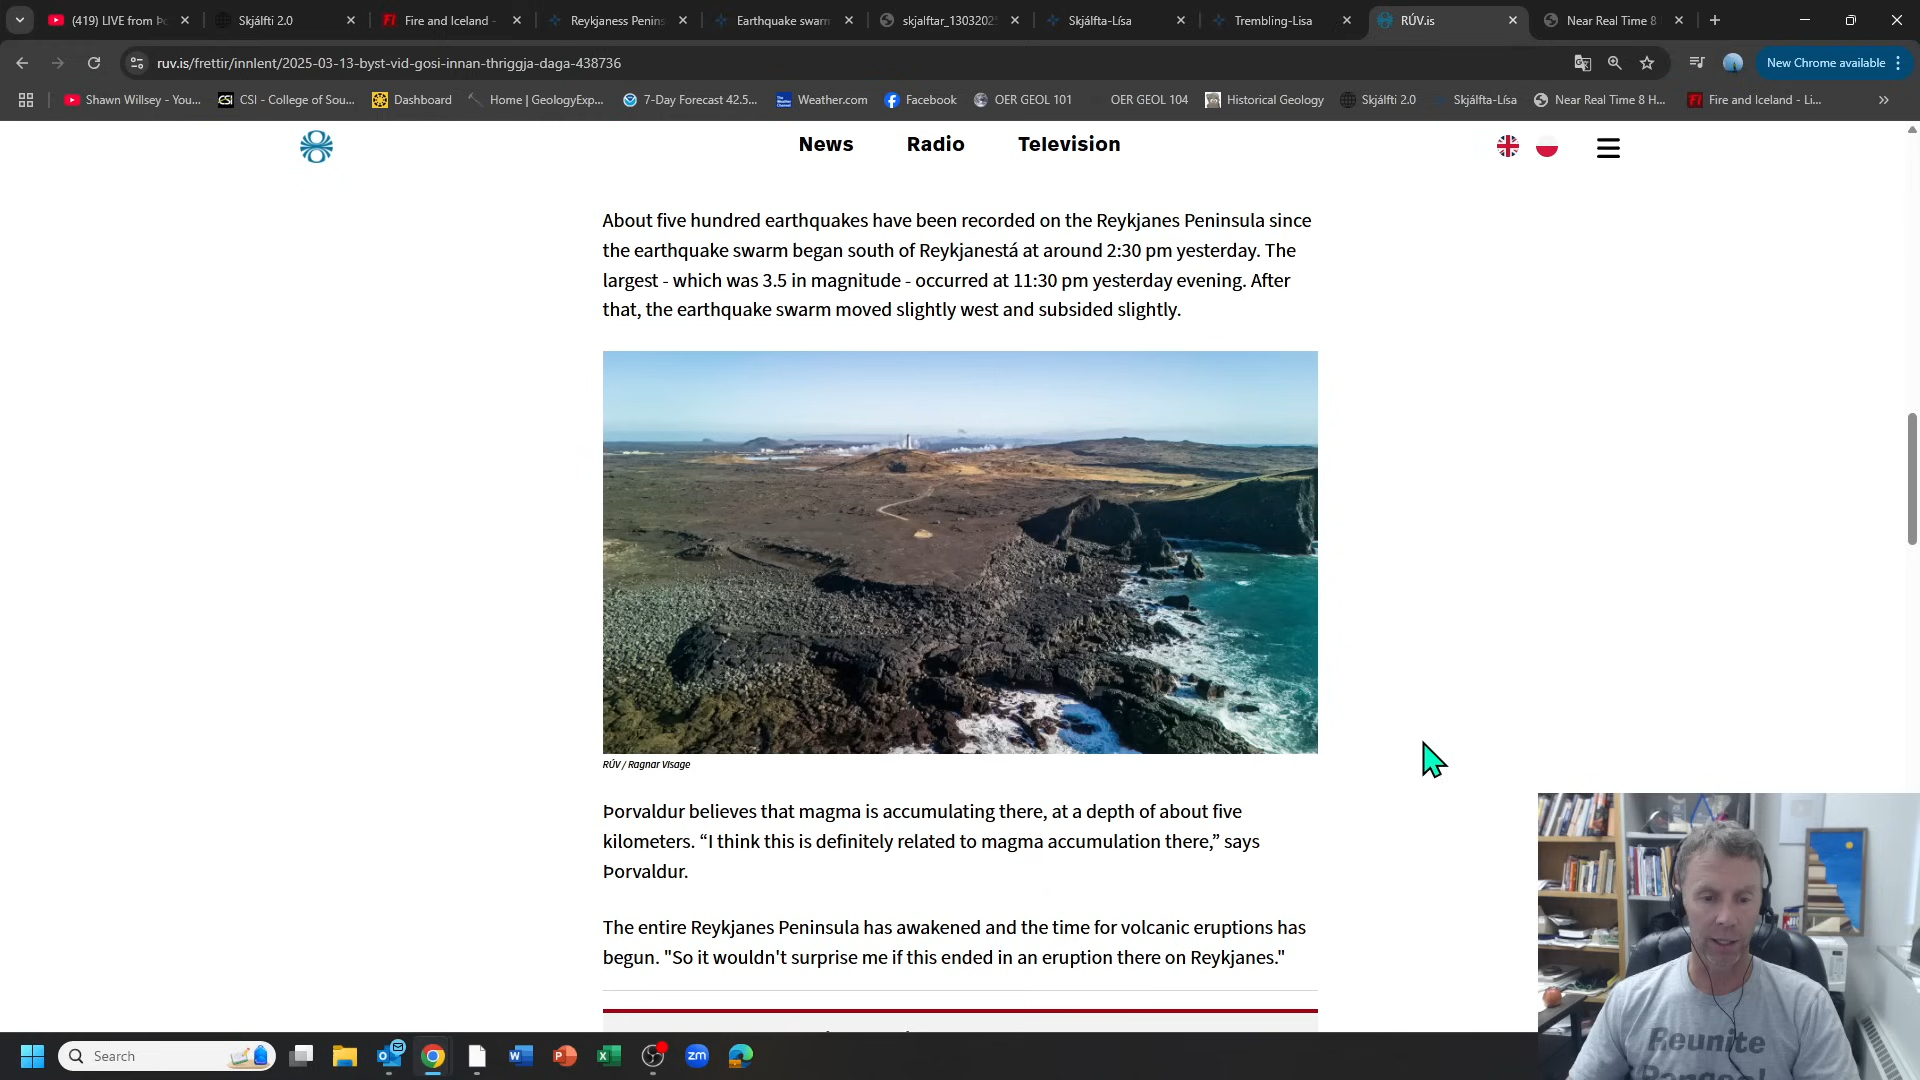 (419) LIVE from Þo
Skjálfti 2.0
Fire and Iceland -
Reykjaness Penins
Earthquake swarm
skjalftar_1303202
Skjálfta-Lísa
Trembling-Lisa
RÚV.is
Near Real Time 8
ruv.is/frettir/innlent/2025-03-13-byst-vid-gosi-innan-thriggja-daga-438736
New Chrome available
Shawn Willsey - You...
CSI - College of Sou...
Dashboard
Home | GeologyExp...
7-Day Forecast 42.5...
Weather.com
Facebook
OER GEOL 101
OER GEOL 104
Historical Geology
Skjálfti 2.0
Skjálfta-Lísa
Near Real Time 8 H...
Fire and Iceland - Li...
News
Radio
Television
About five hundred earthquakes have been recorded on the Reykjanes Peninsula since
the earthquake swarm began south of Reykjanestá at around 2:30 pm yesterday. The
largest - which was 3.5 in magnitude - occurred at 11:30 pm yesterday evening. After
that, the earthquake swarm moved slightly west and subsided slightly.
RÚV / Ragnar Visage
Þorvaldur believes that magma is accumulating there, at a depth of about five
kilometers. “I think this is definitely related to magma accumulation there,” says
Þorvaldur.
The entire Reykjanes Peninsula has awakened and the time for volcanic eruptions has
begun. "So it wouldn't surprise me if this ended in an eruption there on Reykjanes."
Reunite
Search